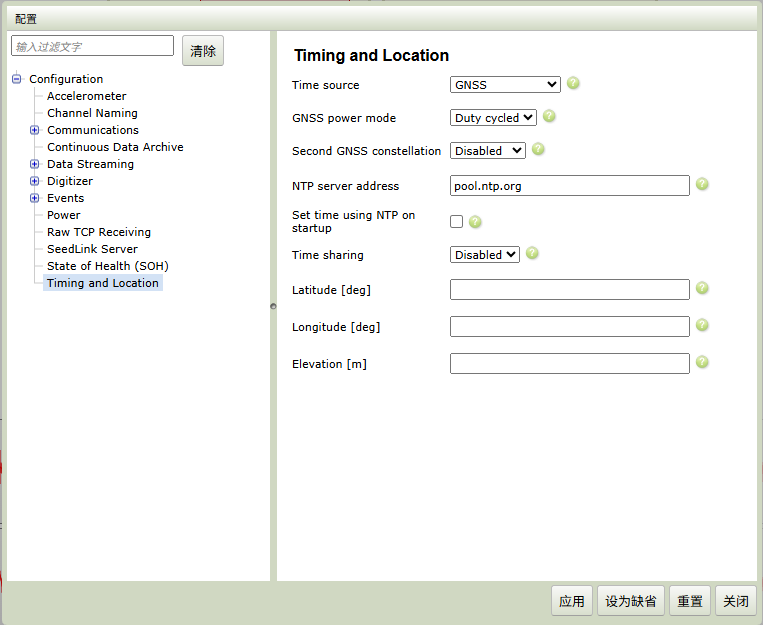 配置
输入过滤文字
清除
Configuration
Accelerometer
Channel Naming
Communications
Continuous Data Archive
Data Streaming
Digitizer
Events
Power
Raw TCP Receiving
SeedLink Server
State of Health (SOH)
Timing and Location
Timing and Location
Time source
GNSS
GNSS power mode
Duty cycled
Second GNSS constellation
Disabled
NTP server address
pool.ntp.org
Set time using NTP on
startup
Time sharing
Disabled
Latitude [deg]
Longitude [deg]
Elevation [m]
应用
设为缺省
重置
关闭